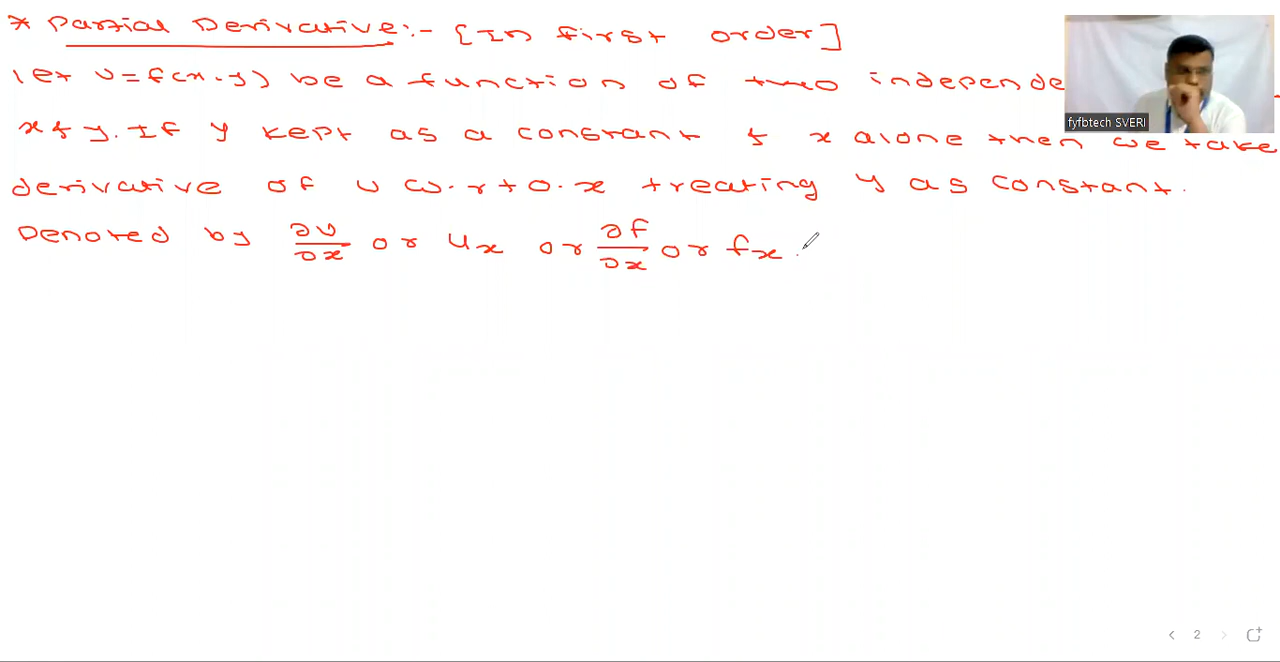 * Partial Derivative:- [In first order]
let u=f(x.y) be a function of two independe
x & y. If y kept as a constant & x alone then we take
derivative of u w.r.to.x treating y as constant.
Denoted by ∂u/∂x or ux or ∂f/∂x or fx.
fyfbtech SVERI
2